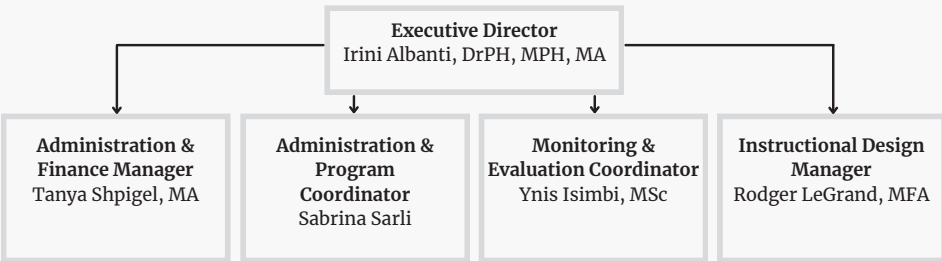 Executive Director
Irini Albanti, DrPH, MPH, MA
Administration &
Finance Manager
Tanya Shpigel, MA
Administration &
Program
Coordinator
Sabrina Sarli
Monitoring &
Evaluation Coordinator
Ynis Isimbi, MSc
Instructional Design
Manager
Rodger LeGrand, MFA